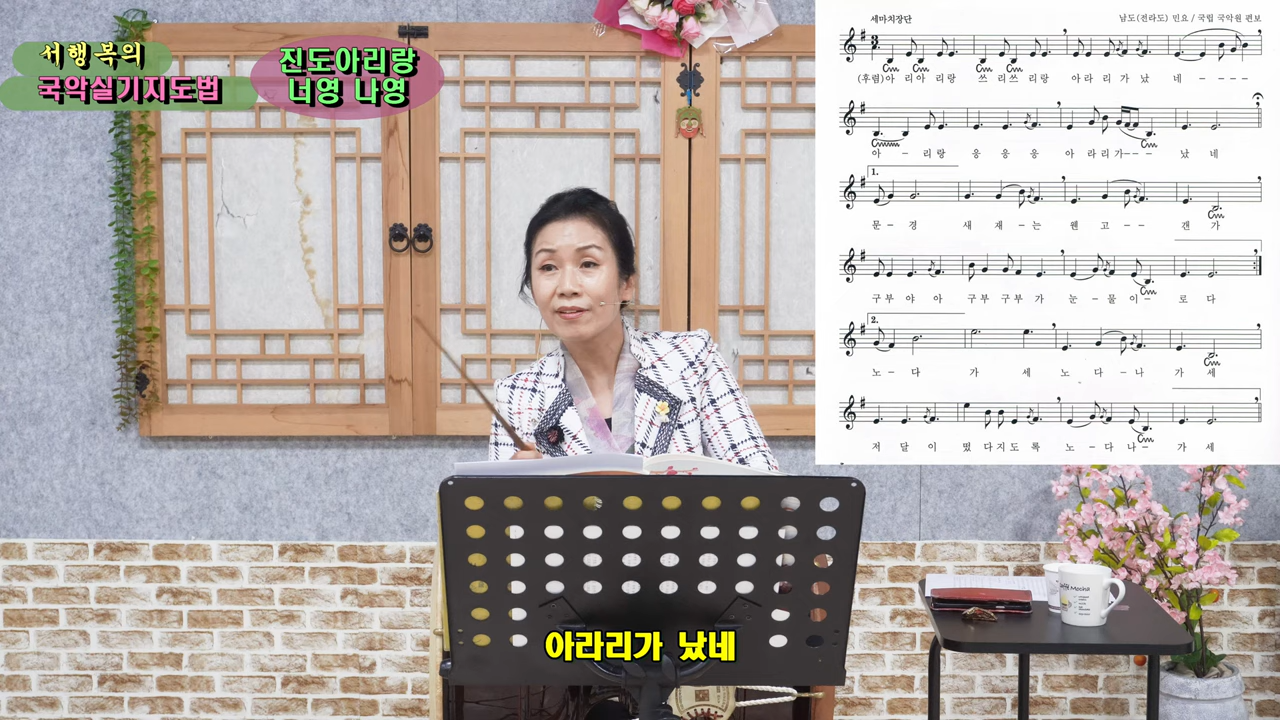 서행복의
국악실기지도법
진도아리랑
너영 나영
세마치장단
남도(전라도) 민요 / 국립 국악원 편보
(후렴)아 리아 리 랑 쓰 리쓰 리 랑 아 라 리 가 났 네 - - - -
아 - 리 랑 응 응 응 아 라 리 가 - - - 났 네
1.
문 - 경 새 재 - 는 웬 고 - - 갠 가
구 부 야 아 구 부 구 부 가 눈 - 물 이 - 로 다
2.
노 - 다 가 세 노 다 - 나 가 세
저 달 이 떴 다 지 도 록 노 - 다 나 - 가 세
Caffé Mocha
아라리가 났네